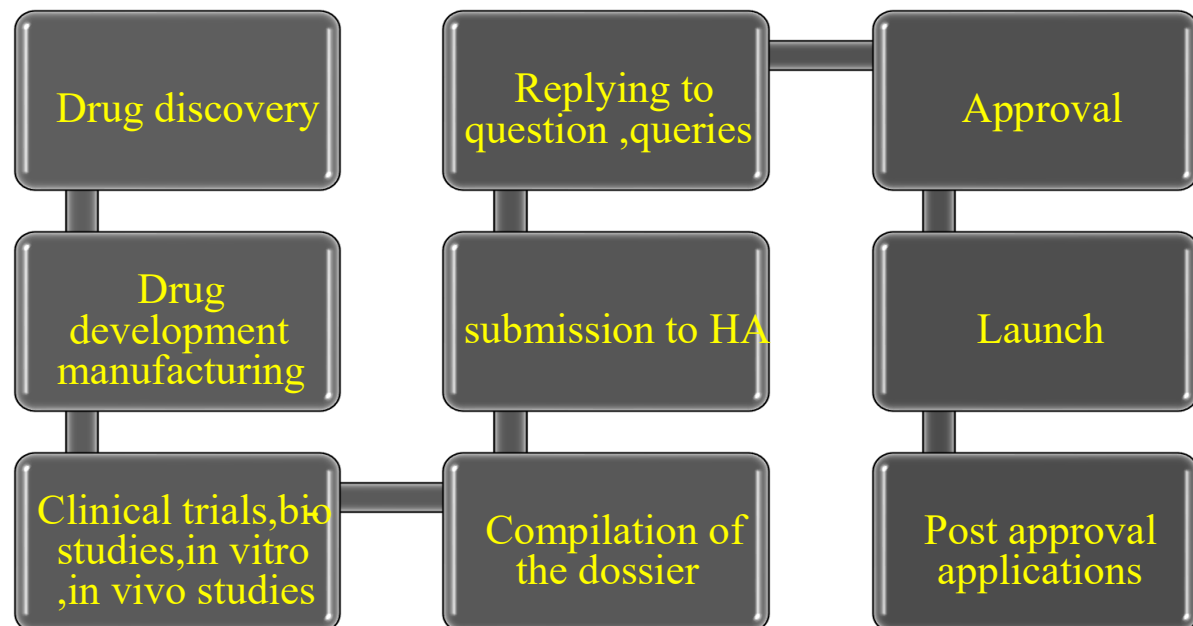 Drug discovery
Drug
development
manufacturing
Clinical trials,bio-
studies,in vitro
,in vivo studies
Compilation of
the dossier
submission to HA
Replying to
question ,queries
Approval
Launch
Post approval
applications